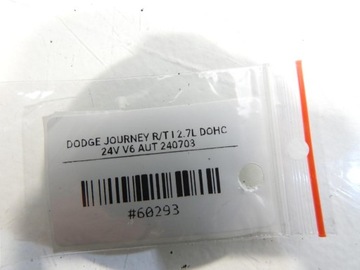 DODGE JOURNEY R/T I 2.7L DOHC
24V V6 AUT 240703
#60293